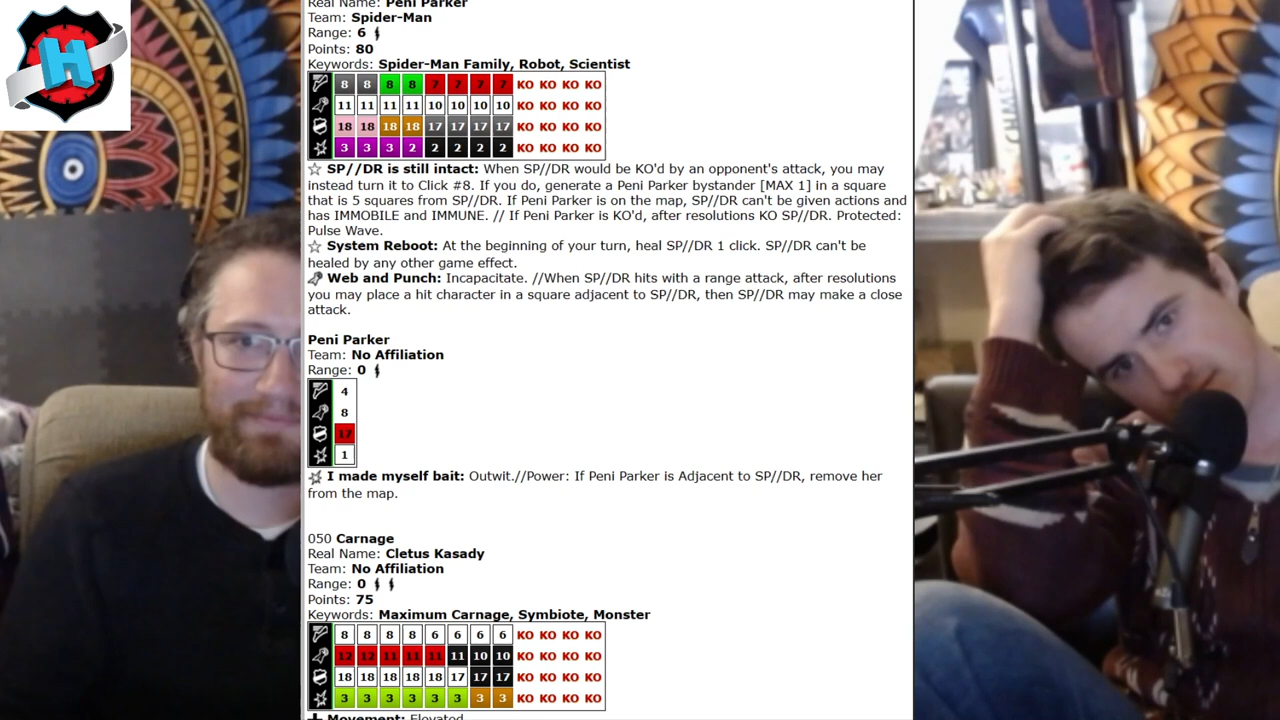 H
Real Name: Peni Parker
Team: Spider-Man
Range: 6
Points: 80
Keywords: Spider-Man Family, Robot, Scientist
8 8 8 8 7 7 7 7 KO KO KO KO
11 11 11 11 10 10 10 10 KO KO KO KO
18 18 18 18 17 17 17 17 KO KO KO KO
3 3 3 2 2 2 2 2 KO KO KO KO
SP//DR is still intact: When SP//DR would be KO'd by an opponent's attack, you may
instead turn it to Click #8. If you do, generate a Peni Parker bystander [MAX 1] in a square
that is 5 squares from SP//DR. If Peni Parker is on the map, SP//DR can't be given actions and
has IMMOBILE and IMMUNE. // If Peni Parker is KO'd, after resolutions KO SP//DR. Protected:
Pulse Wave.
System Reboot: At the beginning of your turn, heal SP//DR 1 click. SP//DR can't be
healed by any other game effect.
Web and Punch: Incapacitate. //When SP//DR hits with a range attack, after resolutions
you may place a hit character in a square adjacent to SP//DR, then SP//DR may make a close
attack.
Peni Parker
Team: No Affiliation
Range: 0
4
8
17
1
I made myself bait: Outwit.//Power: If Peni Parker is Adjacent to SP//DR, remove her
from the map.
050 Carnage
Real Name: Cletus Kasady
Team: No Affiliation
Range: 0
Points: 75
Keywords: Maximum Carnage, Symbiote, Monster
8 8 8 8 6 6 6 6 KO KO KO KO
12 12 11 11 11 11 10 10 KO KO KO KO
18 18 18 18 18 17 17 17 KO KO KO KO
3 3 3 3 3 3 3 3 KO KO KO KO
Movement: Elevated